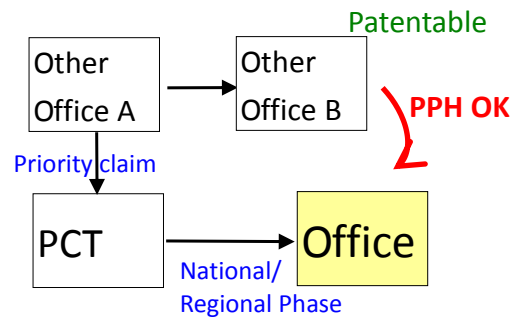 Patentable
Other
Office A
Other
Office B
PPH OK
Priority claim
PCT
Office
National/
Regional Phase